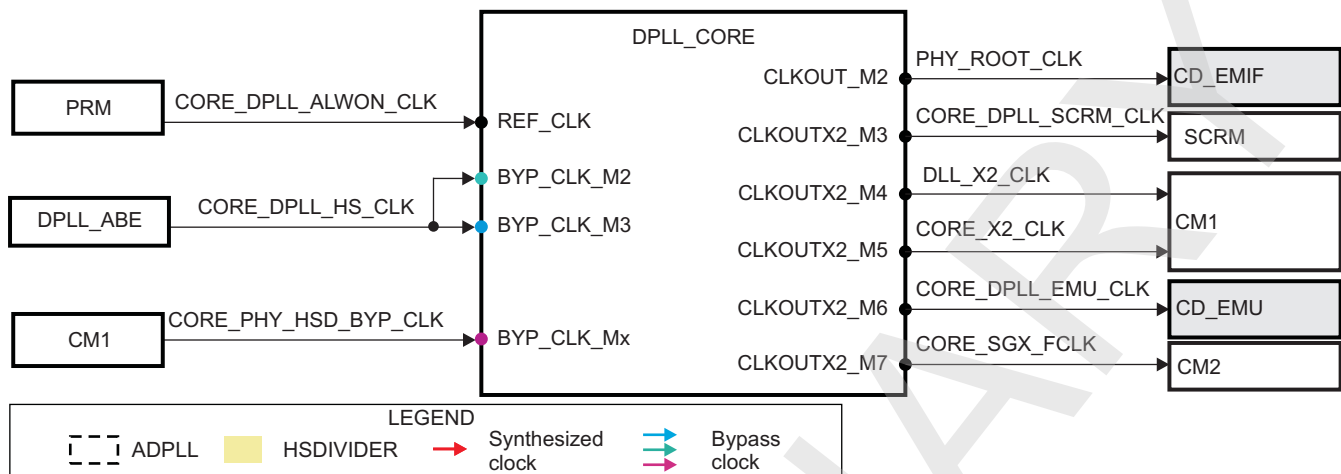 DPLL_CORE
PRM
CORE_DPLL_ALWON_CLK
REF_CLK
BYP_CLK_M2
DPLL_ABE
CORE_DPLL_HS_CLK
BYP_CLK_M3
CM1
CORE_PHY_HSD_BYP_CLK
BYP_CLK_Mx
CLKOUT_M2
PHY_ROOT_CLK
CD_EMIF
CLKOUTX2_M3
CORE_DPLL_SCRM_CLK
SCRM
CLKOUTX2_M4
DLL_X2_CLK
CLKOUTX2_M5
CORE_X2_CLK
CM1
CLKOUTX2_M6
CORE_DPLL_EMU_CLK
CD_EMU
CLKOUTX2_M7
CORE_SGX_FCLK
CM2
LEGEND
ADPLL
HSDIVIDER
Synthesized
clock
Bypass
clock